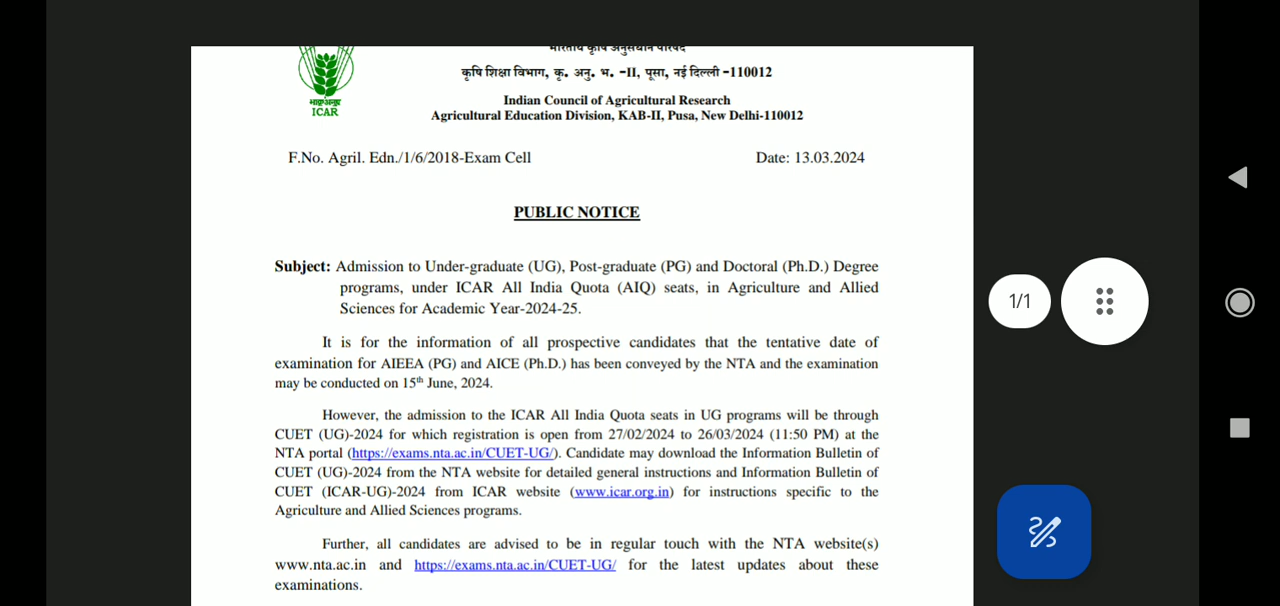 भारतीय कृषि अनुसंधान परिषद
कृषि शिक्षा विभाग, कृ. अनु. भ. -II, पूसा, नई दिल्ली -110012
Indian Council of Agricultural Research
Agricultural Education Division, KAB-II, Pusa, New Delhi-110012
भाकृअनुप
ICAR
F.No. Agril. Edn./1/6/2018-Exam Cell Date: 13.03.2024
PUBLIC NOTICE
Subject: Admission to Under-graduate (UG), Post-graduate (PG) and Doctoral (Ph.D.) Degree
programs, under ICAR All India Quota (AIQ) seats, in Agriculture and Allied
Sciences for Academic Year-2024-25.
It is for the information of all prospective candidates that the tentative date of
examination for AIEEA (PG) and AICE (Ph.D.) has been conveyed by the NTA and the examination
may be conducted on 15th June, 2024.
However, the admission to the ICAR All India Quota seats in UG programs will be through
CUET (UG)-2024 for which registration is open from 27/02/2024 to 26/03/2024 (11:50 PM) at the
NTA portal (https://exams.nta.ac.in/CUET-UG/). Candidate may download the Information Bulletin of
CUET (UG)-2024 from the NTA website for detailed general instructions and Information Bulletin of
CUET (ICAR-UG)-2024 from ICAR website (www.icar.org.in) for instructions specific to the
Agriculture and Allied Sciences programs.
Further, all candidates are advised to be in regular touch with the NTA website(s)
www.nta.ac.in and https://exams.nta.ac.in/CUET-UG/ for the latest updates about these
examinations.
1/1